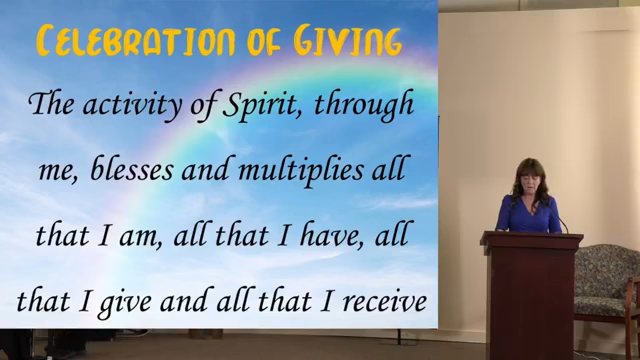 CELEBRATION OF GIVING
The activity of Spirit, through
me, blesses and multiplies all
that I am, all that I have, all
that I give and all that I receive